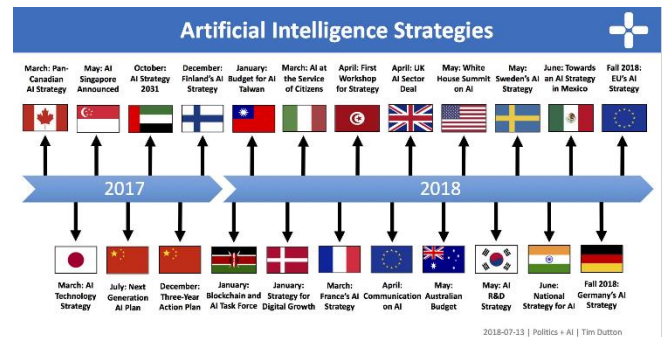 Artificial Intelligence Strategies
March: Pan-
Canadian
AI Strategy
May: AI
Singapore
Announced
October:
AI Strategy
2031
December:
Finland's AI
Strategy
January:
Budget for AI
Taiwan
March: AI at
the Service
of Citizens
April: First
Workshop
for Strategy
April: UK
AI Sector
Deal
May: White
House Summit
on AI
May:
Sweden's AI
Strategy
June: Towards
an AI Strategy
in Mexico
Fall 2018:
EU's AI
Strategy
2017
2018
March: AI
Technology
Strategy
July: Next
Generation
AI Plan
December:
Three-Year
Action Plan
January:
Blockchain and
AI Task Force
January:
Strategy for
Digital Growth
March:
France's AI
Strategy
April:
Communication
on AI
May:
Australian
Budget
May: AI
R&D
Strategy
June:
National
Strategy for AI
Fall 2018:
Germany's AI
Strategy
2018-07-13 | Politics + AI | Tim Dutton